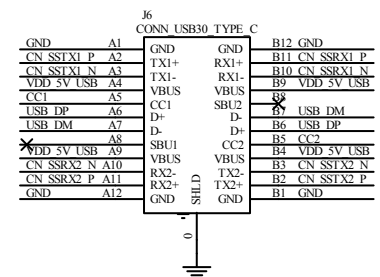 J6
CONN_USB30_TYPE_C
GND A1 GND GND B12 GND
CN_SSTX1_P A2 TX1+ RX1+ B11 CN_SSRX1_P
CN_SSTX1_N A3 TX1- RX1- B10 CN_SSRX1_N
VDD_5V_USB A4 VBUS VBUS B9 VDD_5V_USB
CC1 A5 CC1 SBU2 B8
USB_DP A6 D+ D- B7 USB_DM
USB_DM A7 D- D+ B6 USB_DP
A8 SBU1 CC2 B5 CC2
VDD_5V_USB A9 VBUS VBUS B4 VDD_5V_USB
CN_SSRX2_N A10 RX2- TX2- B3 CN_SSTX2_N
CN_SSRX2_P A11 RX2+ TX2+ B2 CN_SSTX2_P
GND A12 GND GND B1 GND
SHLD
0